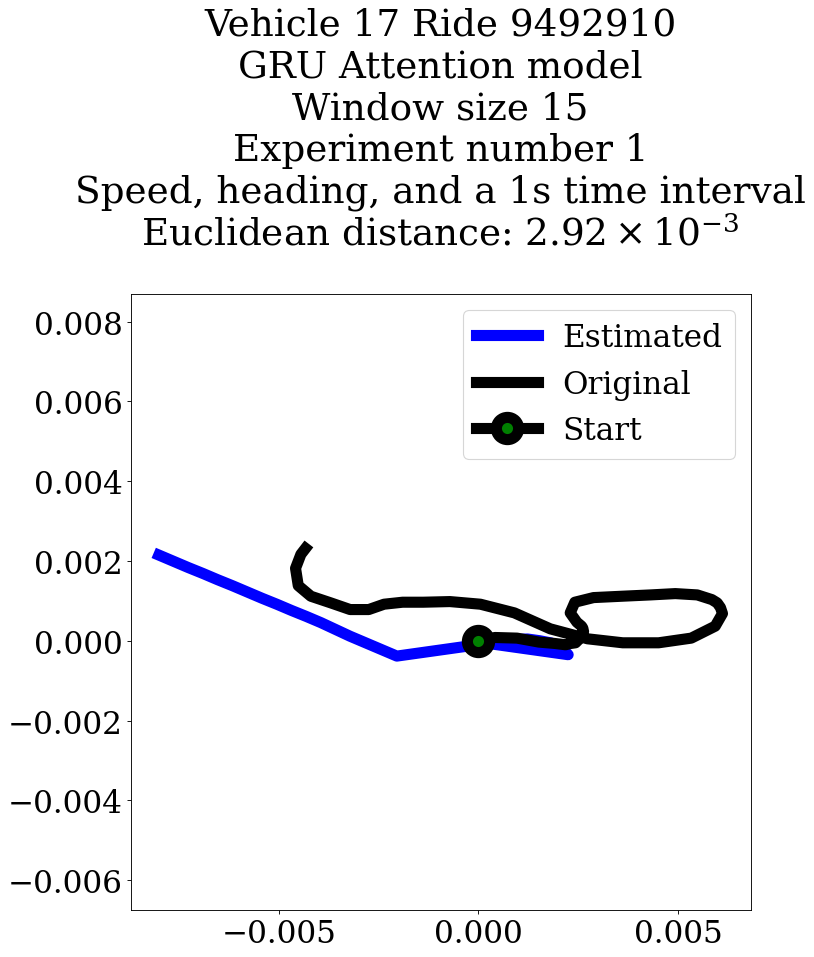 Vehicle 17 Ride 9492910
GRU Attention model
Window size 15
Experiment number 1
Speed, heading, and a 1s time interval
Euclidean distance: 2.92 × 10⁻³
Estimated
Original
Start
0.008
0.006
0.004
0.002
0.000
−0.002
−0.004
−0.006
−0.005 0.000 0.005